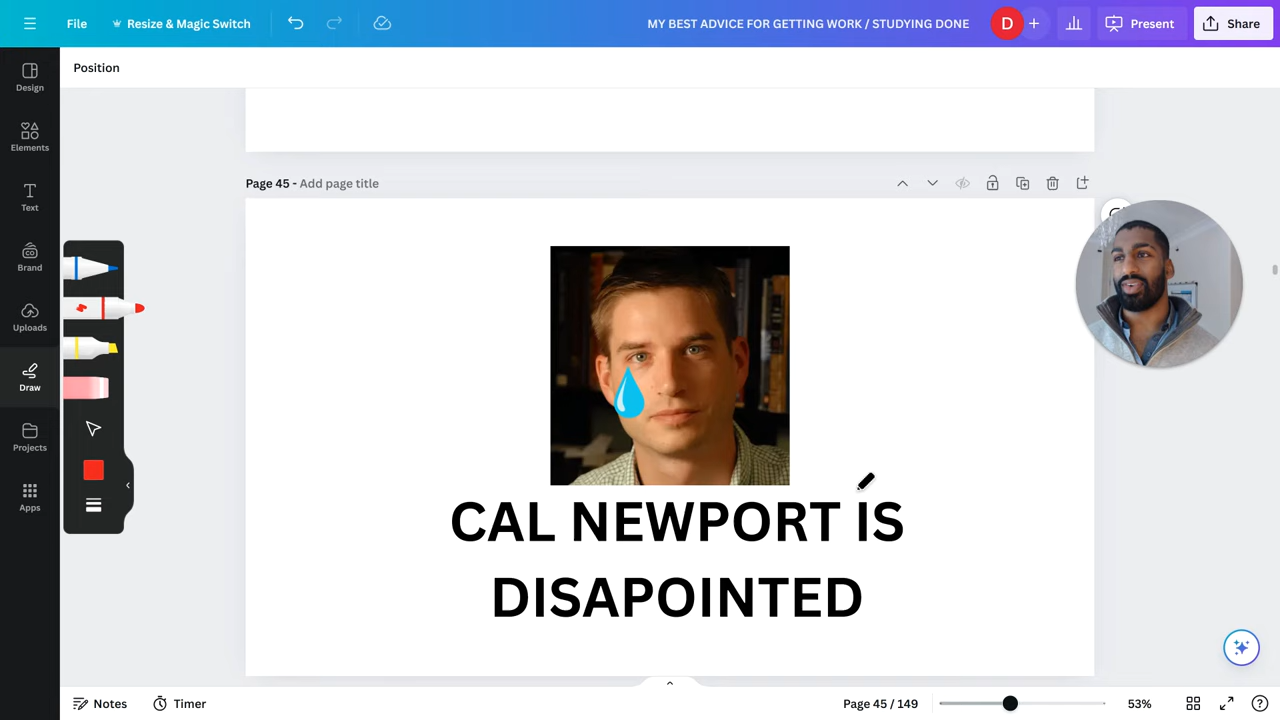 File
Resize & Magic Switch
MY BEST ADVICE FOR GETTING WORK / STUDYING DONE
D
Present
Share
Position
Design
Elements
Text
Brand
Uploads
Draw
Projects
Apps
Page 45 - Add page title
CAL NEWPORT IS
DISAPOINTED
Notes
Timer
Page 45 / 149
53%